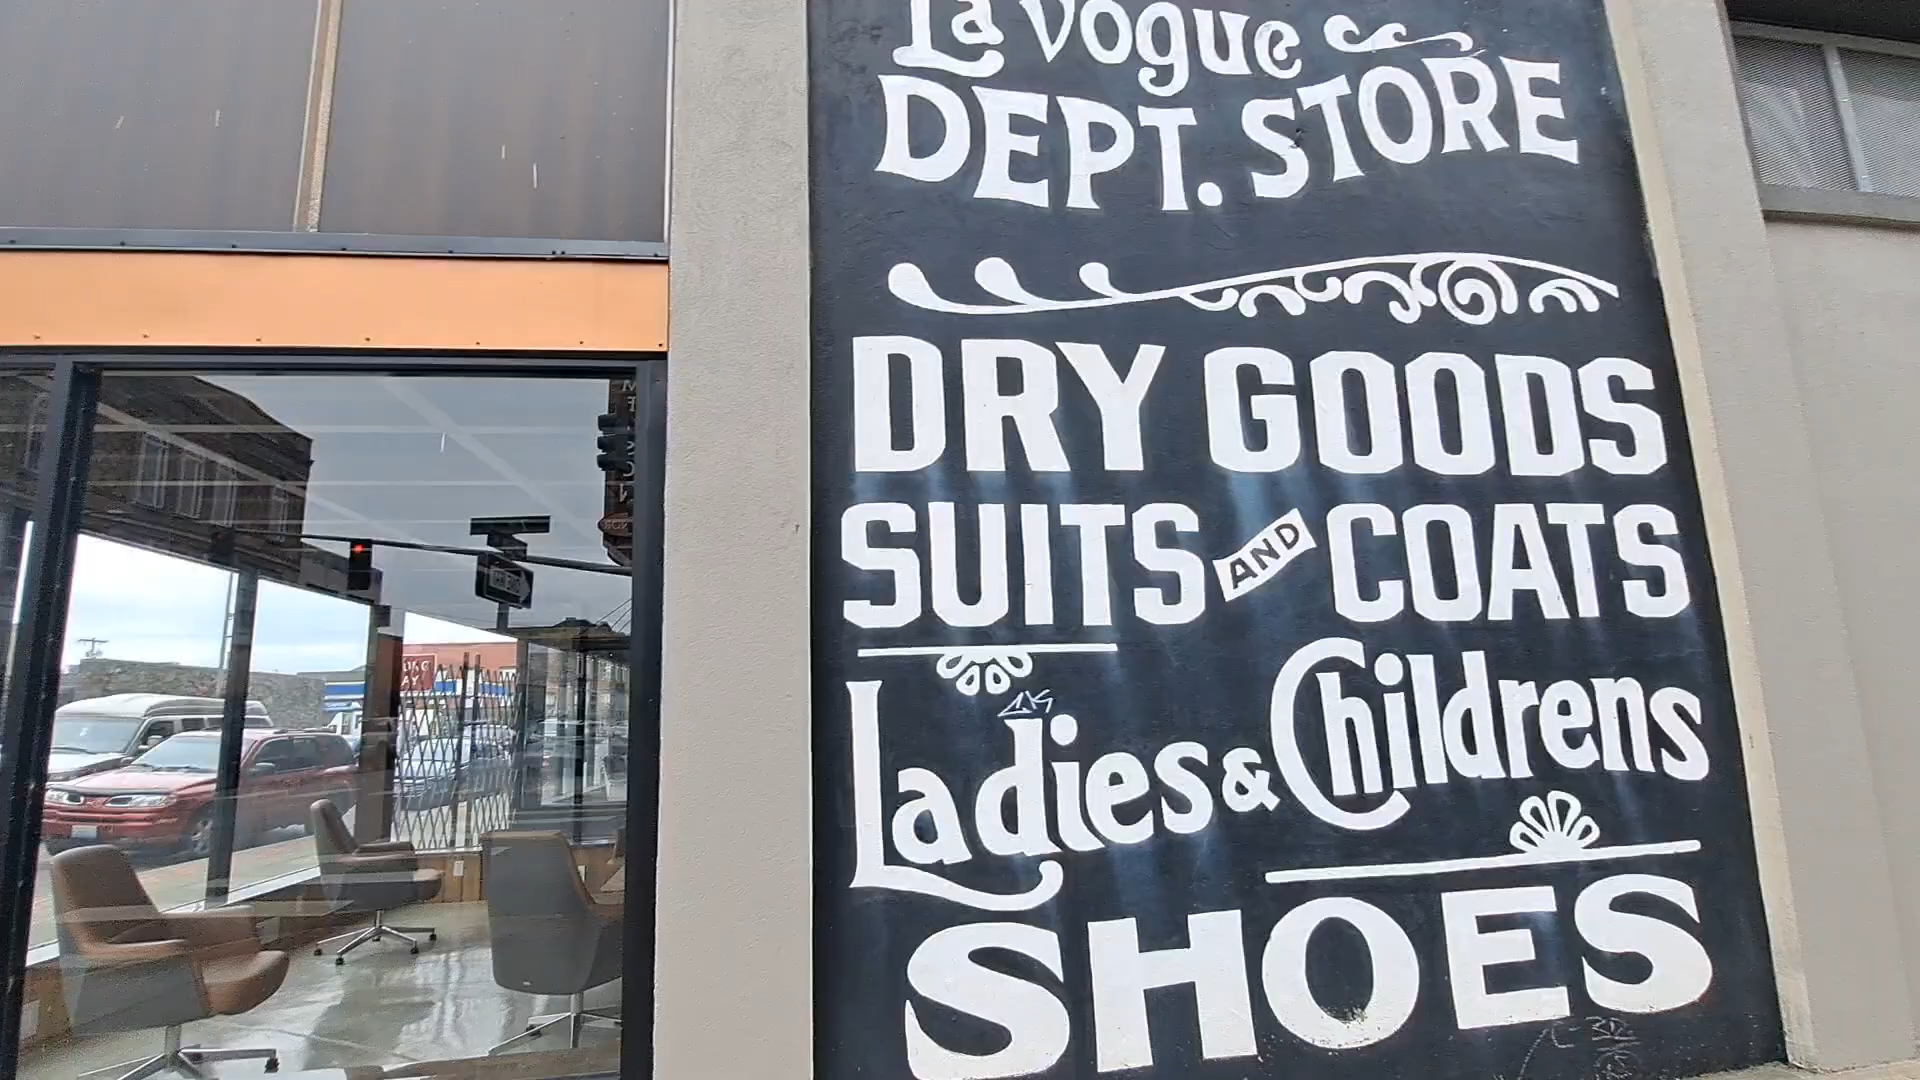 La Vogue
DEPT. STORE
DRY GOODS
SUITS AND COATS
Ladies & Childrens
SHOES